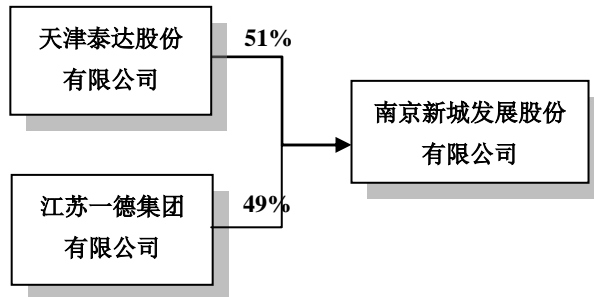 天津泰达股份
有限公司
51%
南京新城发展股份
有限公司
江苏一德集团
有限公司
49%